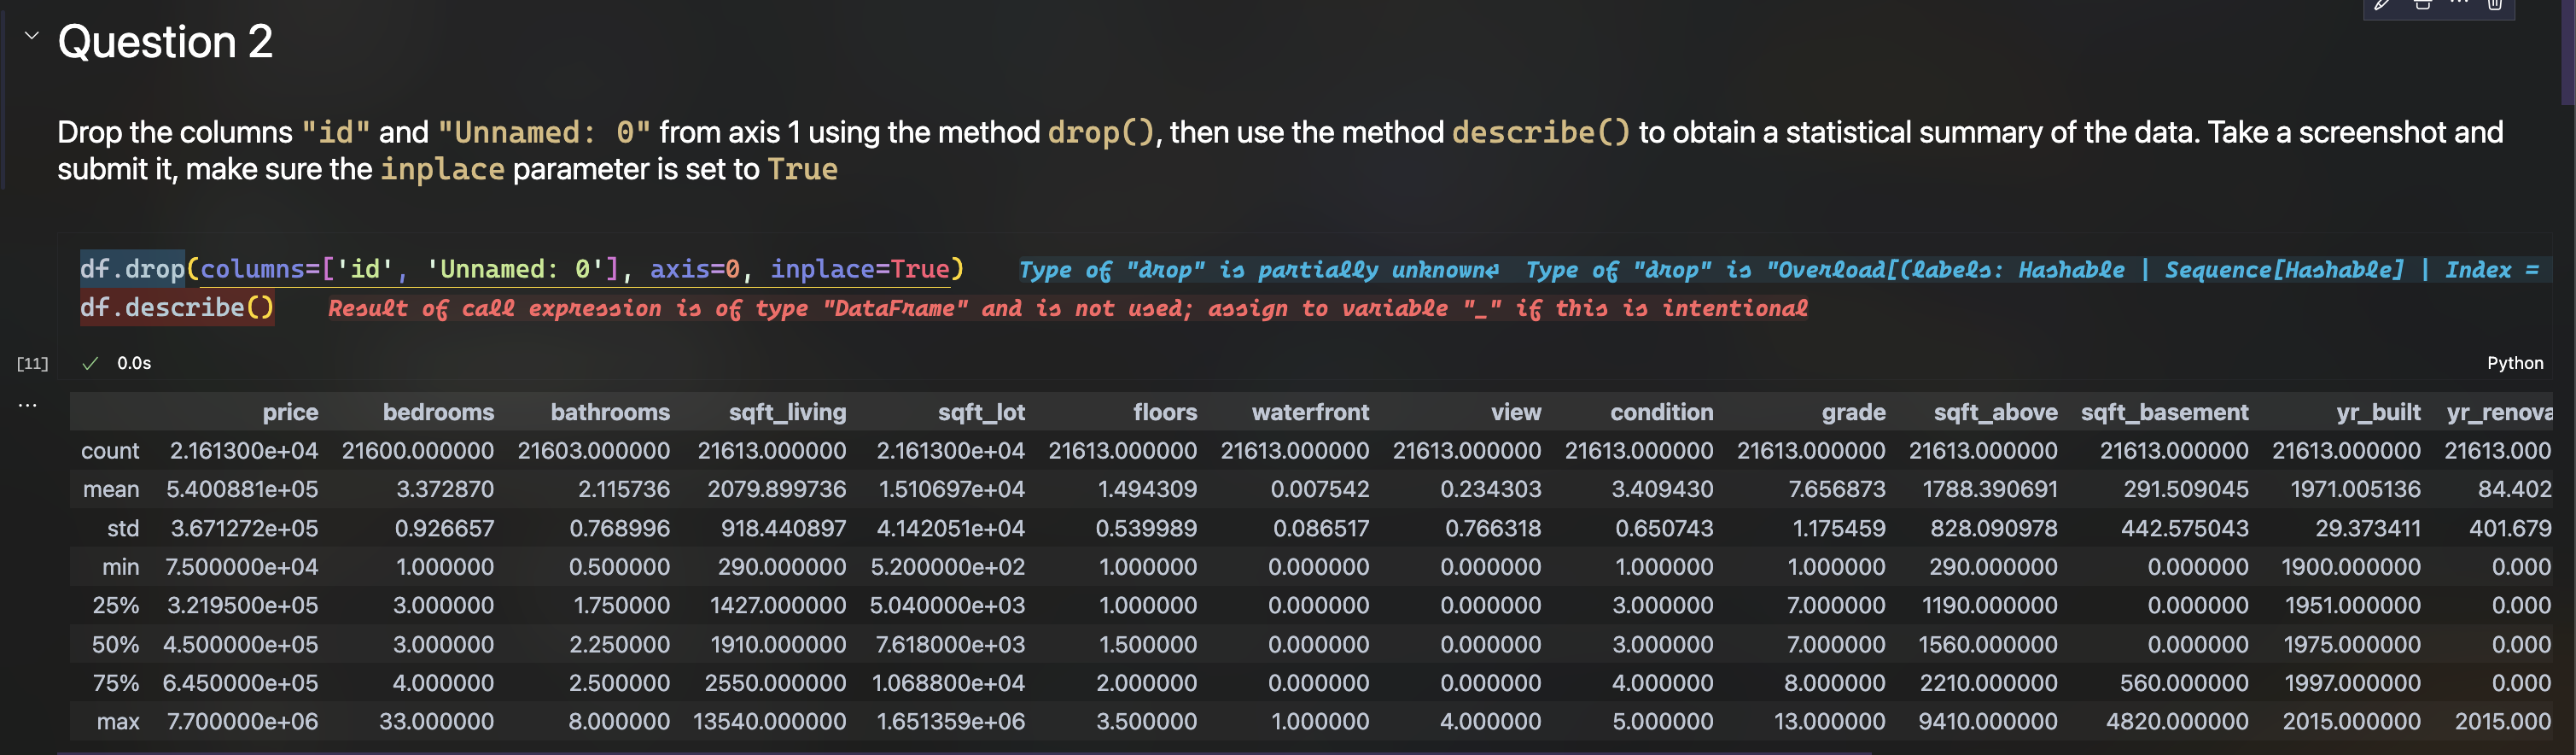 Question 2
Drop the columns "id" and "Unnamed: 0" from axis 1 using the method drop(), then use the method describe() to obtain a statistical summary of the data. Take a screenshot and
submit it, make sure the inplace parameter is set to True
df.drop(columns=['id', 'Unnamed: 0'], axis=0, inplace=True) Type of "drop" is partially unknown↵ Type of "drop" is "Overload[(labels: Hashable | Sequence[Hashable] | Index =
df.describe() Result of call expression is of type "DataFrame" and is not used; assign to variable "_" if this is intentional
[11] ✓ 0.0s Python
... price bedrooms bathrooms sqft_living sqft_lot floors waterfront view condition grade sqft_above sqft_basement yr_built yr_renova
count 2.161300e+04 21600.000000 21603.000000 21613.000000 2.161300e+04 21613.000000 21613.000000 21613.000000 21613.000000 21613.000000 21613.000000 21613.000000 21613.000000 21613.000
mean 5.400881e+05 3.372870 2.115736 2079.899736 1.510697e+04 1.494309 0.007542 0.234303 3.409430 7.656873 1788.390691 291.509045 1971.005136 84.402
std 3.671272e+05 0.926657 0.768996 918.440897 4.142051e+04 0.539989 0.086517 0.766318 0.650743 1.175459 828.090978 442.575043 29.373411 401.679
min 7.500000e+04 1.000000 0.500000 290.000000 5.200000e+02 1.000000 0.000000 0.000000 1.000000 1.000000 290.000000 0.000000 1900.000000 0.000
25% 3.219500e+05 3.000000 1.750000 1427.000000 5.040000e+03 1.000000 0.000000 0.000000 3.000000 7.000000 1190.000000 0.000000 1951.000000 0.000
50% 4.500000e+05 3.000000 2.250000 1910.000000 7.618000e+03 1.500000 0.000000 0.000000 3.000000 7.000000 1560.000000 0.000000 1975.000000 0.000
75% 6.450000e+05 4.000000 2.500000 2550.000000 1.068800e+04 2.000000 0.000000 0.000000 4.000000 8.000000 2210.000000 560.000000 1997.000000 0.000
max 7.700000e+06 33.000000 8.000000 13540.000000 1.651359e+06 3.500000 1.000000 4.000000 5.000000 13.000000 9410.000000 4820.000000 2015.000000 2015.000